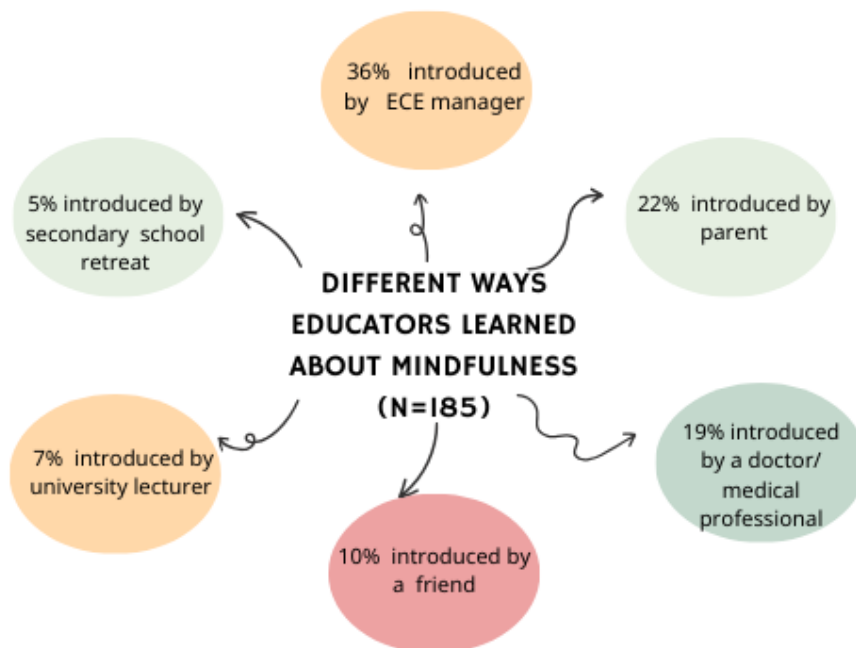 36% introduced
by ECE manager
5% introduced by
secondary school
retreat
22% introduced by
parent
DIFFERENT WAYS
EDUCATORS LEARNED
ABOUT MINDFULNESS
(N=185)
7% introduced by
university lecturer
19% introduced
by a doctor/
medical
professional
10% introduced by
a friend